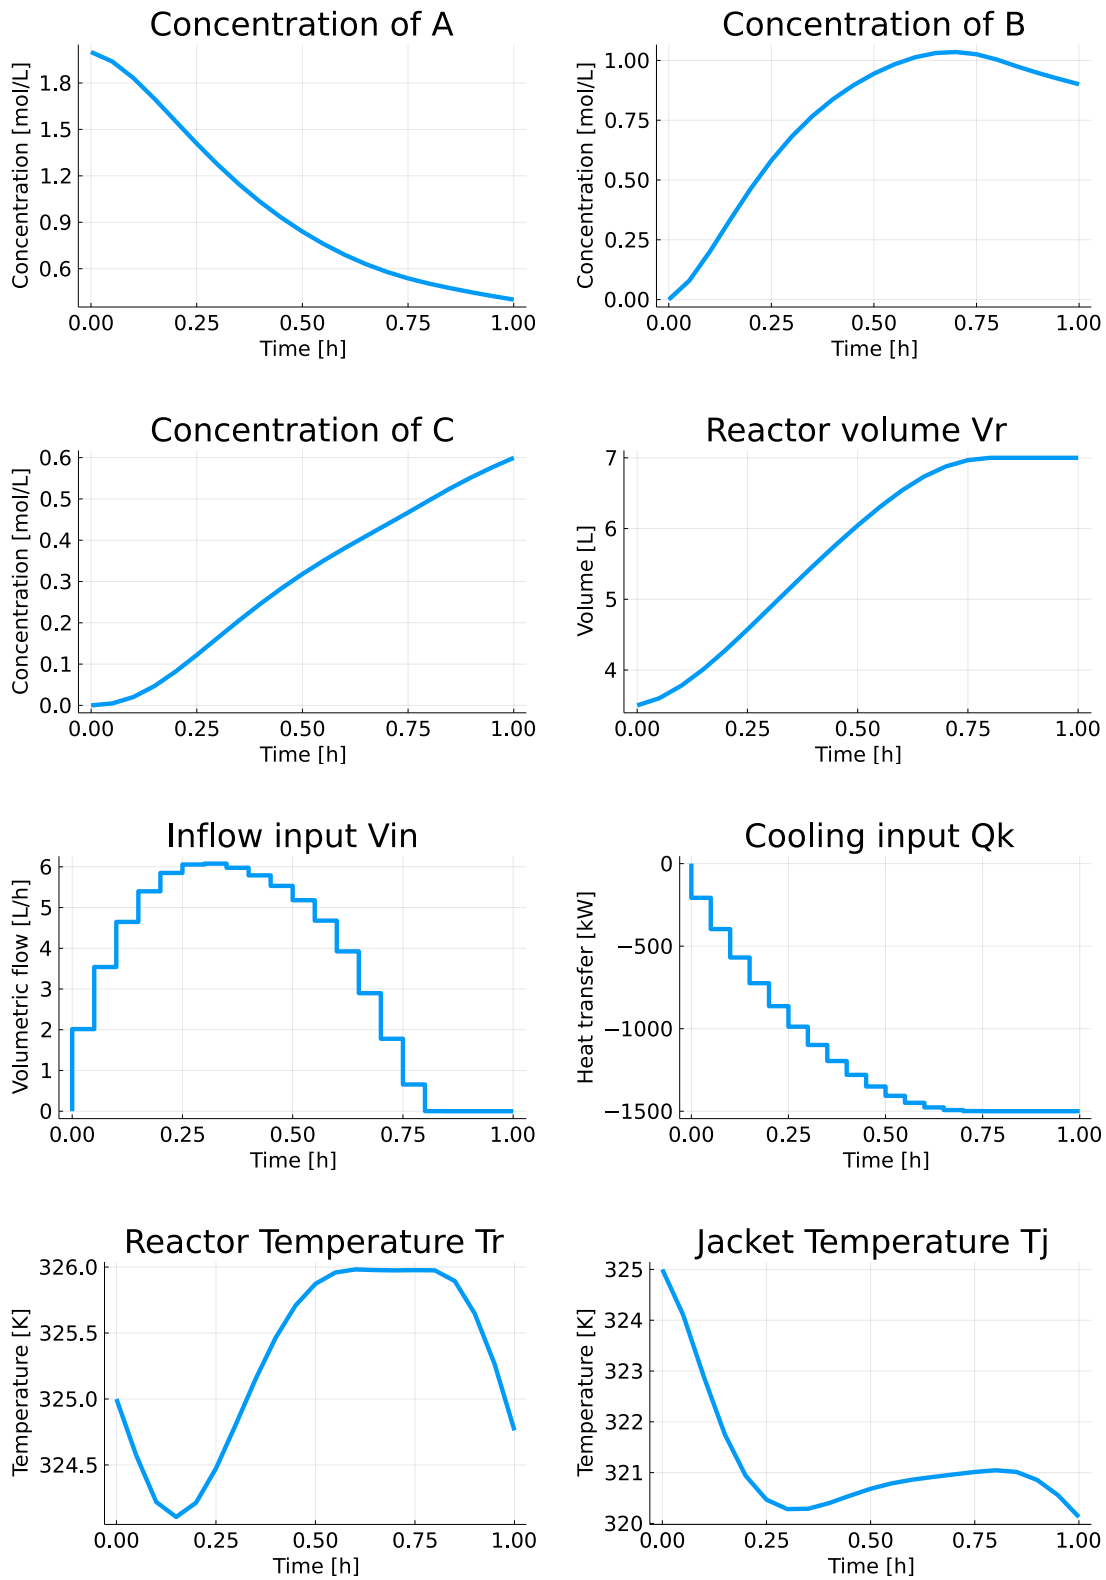 Concentration of A
Concentration [mol/L]
1.8
1.5
1.2
0.9
0.6
0.00 0.25 0.50 0.75 1.00
Time [h]
Concentration of B
Concentration [mol/L]
1.00
0.75
0.50
0.25
0.00
0.00 0.25 0.50 0.75 1.00
Time [h]
Concentration of C
Concentration [mol/L]
0.6
0.5
0.4
0.3
0.2
0.1
0.0
0.00 0.25 0.50 0.75 1.00
Time [h]
Reactor volume Vr
Volume [L]
7
6
5
4
0.00 0.25 0.50 0.75 1.00
Time [h]
Inflow input Vin
Volumetric flow [L/h]
6
5
4
3
2
1
0
0.00 0.25 0.50 0.75 1.00
Time [h]
Cooling input Qk
Heat transfer [kW]
0
−500
−1000
−1500
0.00 0.25 0.50 0.75 1.00
Time [h]
Reactor Temperature Tr
Temperature [K]
326.0
325.5
325.0
324.5
0.00 0.25 0.50 0.75 1.00
Time [h]
Jacket Temperature Tj
Temperature [K]
325
324
323
322
321
320
0.00 0.25 0.50 0.75 1.00
Time [h]